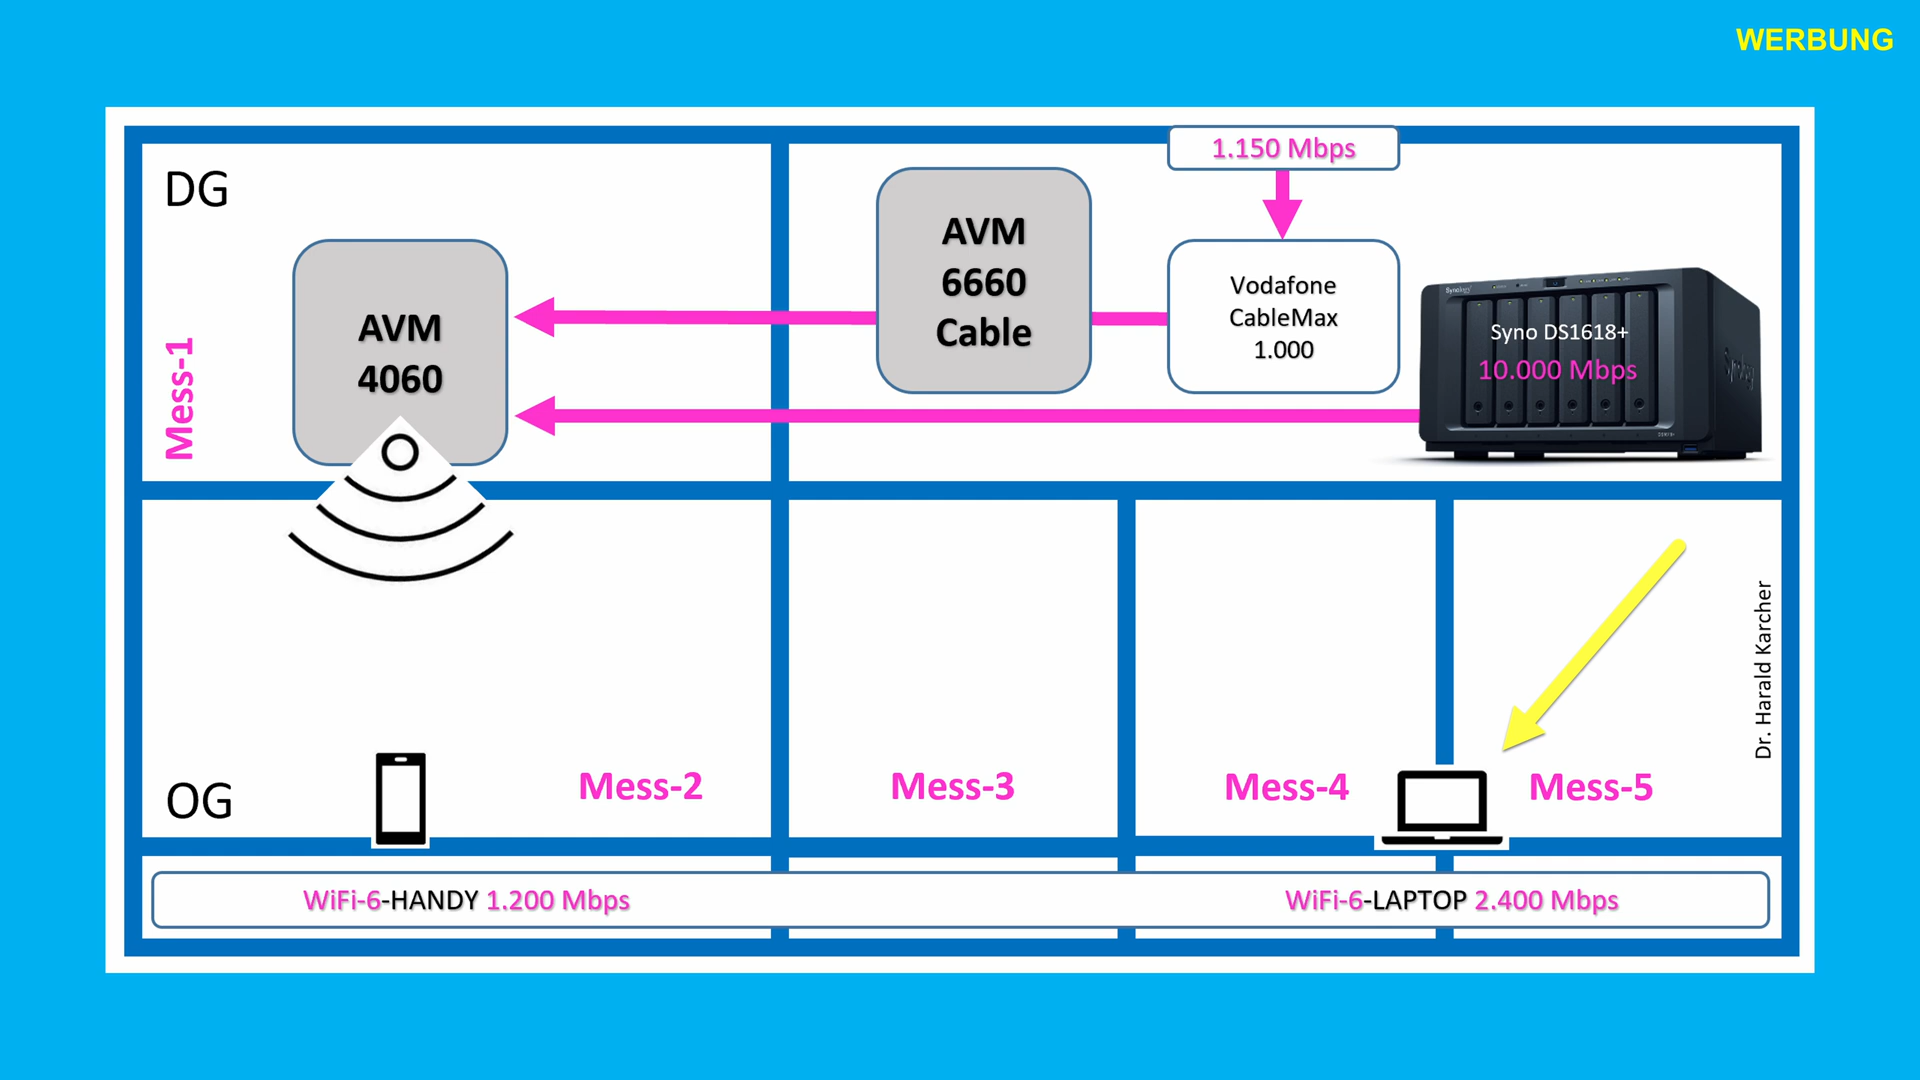 WERBUNG
1.150 Mbps
DG
AVM
6660
Cable
Vodafone
CableMax
1.000
AVM
4060
Synology
Syno DS1618+
10.000 Mbps
Synology
Mess-1
Dr. Harald Karcher
OG
Mess-2
Mess-3
Mess-4
Mess-5
WiFi-6-HANDY 1.200 Mbps
WiFi-6-LAPTOP 2.400 Mbps